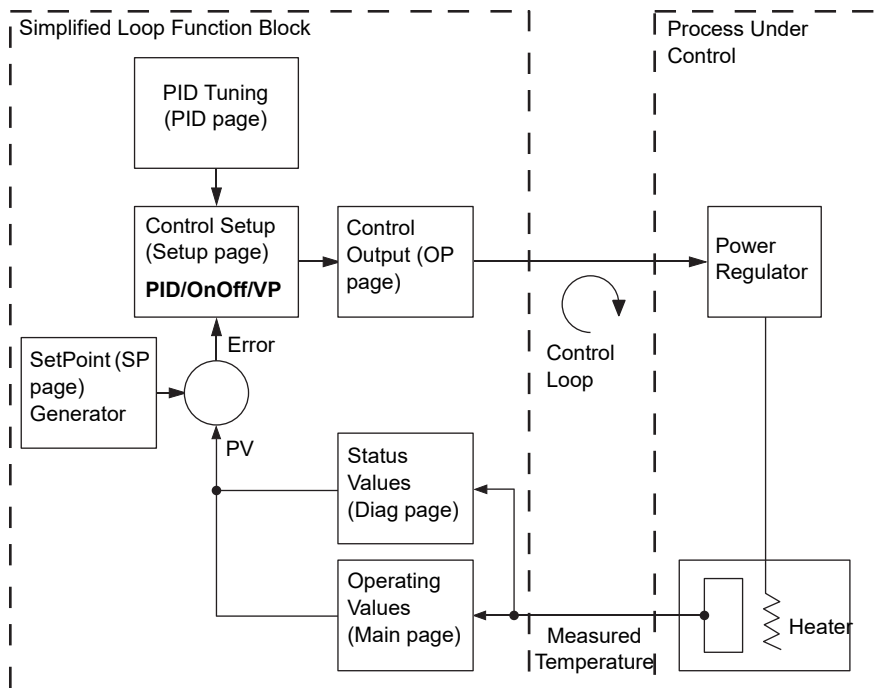 Simplified Loop Function Block
Process Under
Control
PID Tuning
(PID page)
Control Setup
(Setup page)
PID/OnOff/VP
Control
Output (OP
page)
Power
Regulator
Error
SetPoint (SP
page)
Generator
Control
Loop
PV
Status
Values
(Diag page)
Operating
Values
(Main page)
Measured
Temperature
Heater